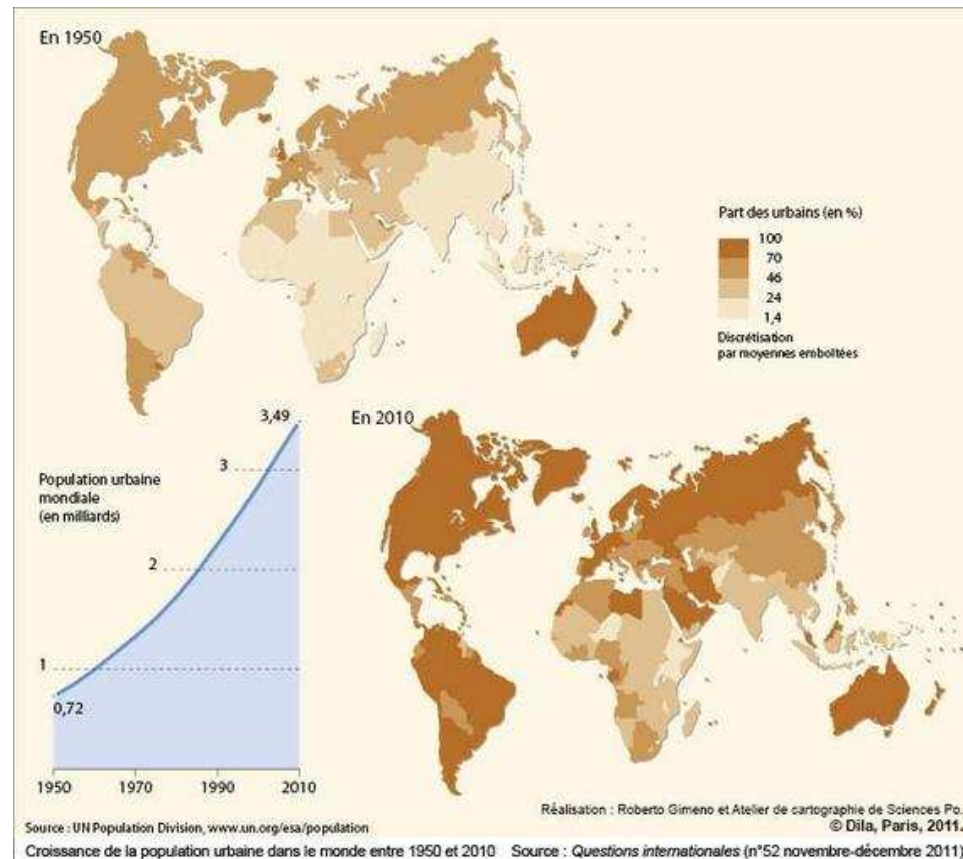 En 1950
Part des urbains (en %)
100
70
46
24
1,4
Discrétisation
par moyennes emboîtées
3,49
En 2010
3
Population urbaine
mondiale
(en milliards)
2
1
0,72
1950
1970
1990
2010
Réalisation : Roberto Gimeno et Atelier de cartographie de Sciences Po.
Source : UN Population Division, www.un.org/esa/population
© Dila, Paris, 2011.
Croissance de la population urbaine dans le monde entre 1950 et 2010 Source : Questions internationales (n°52 novembre-décembre 2011)